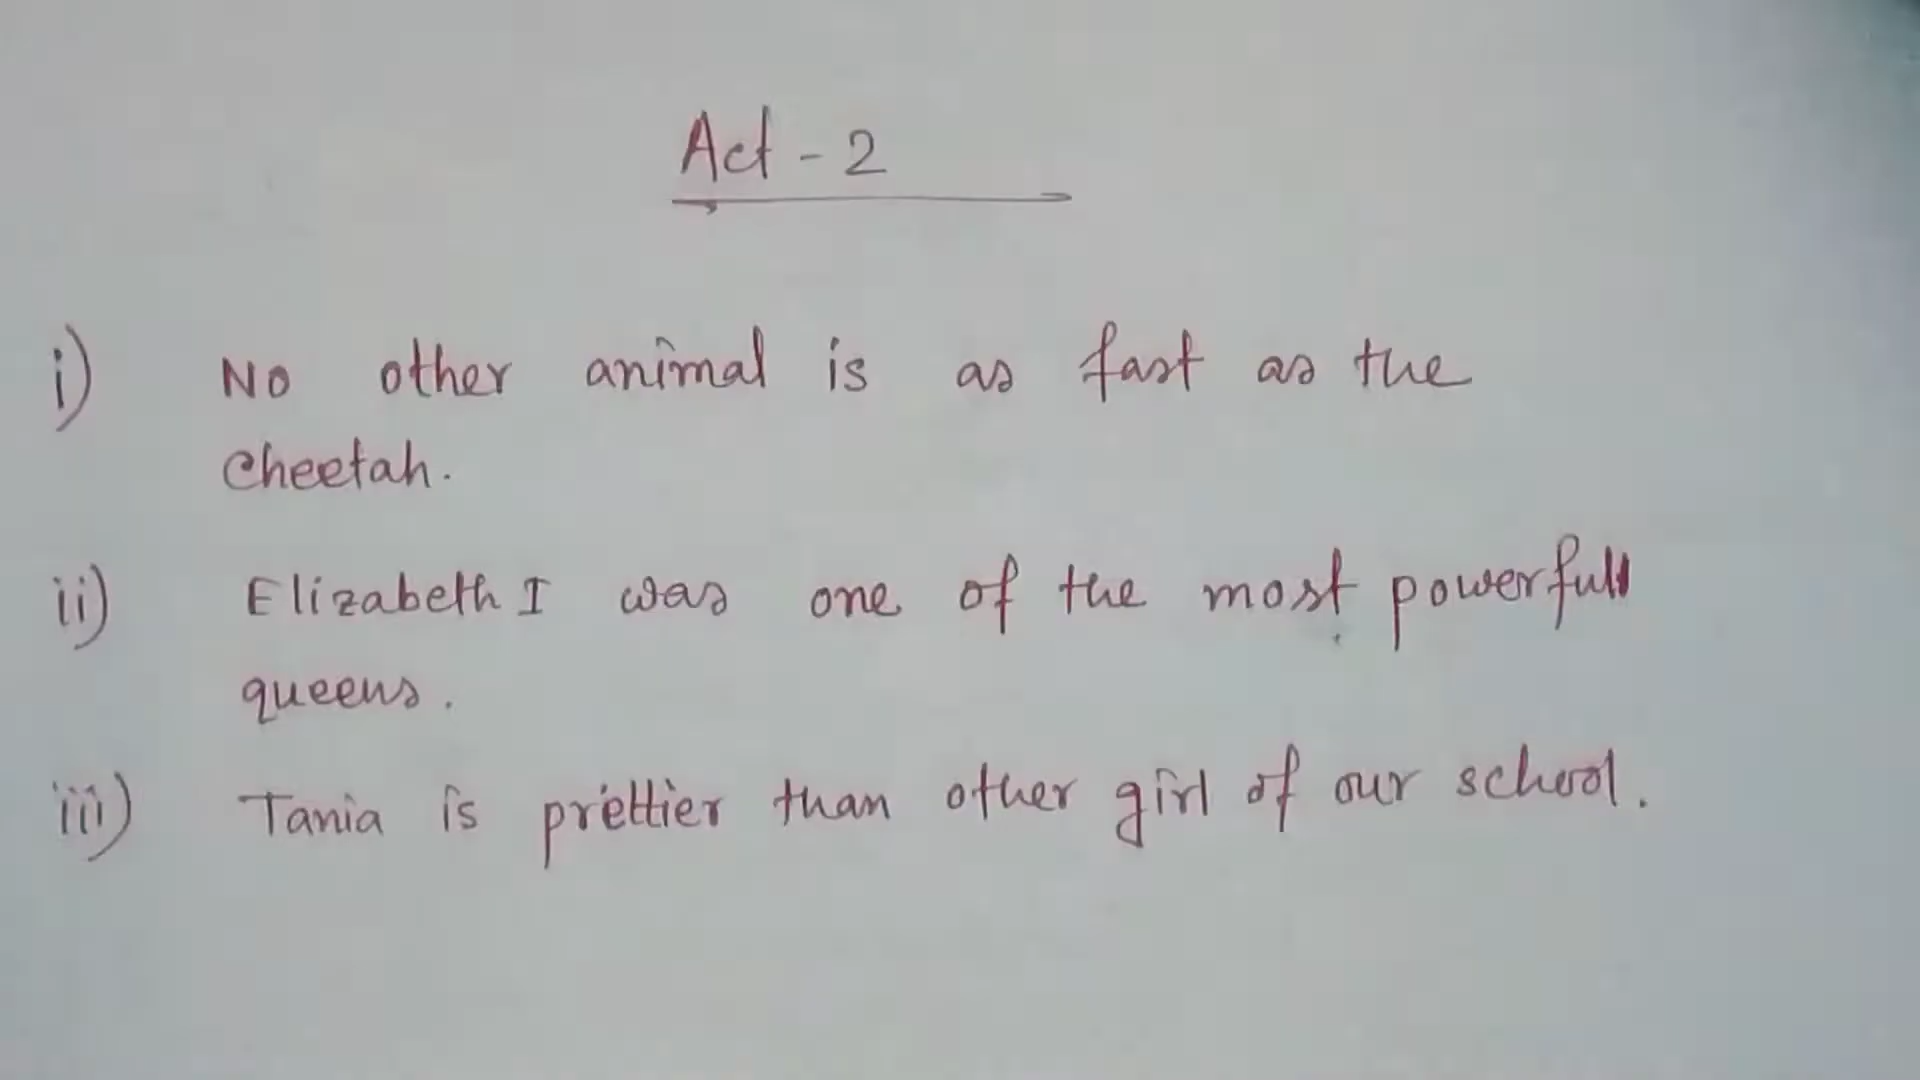 Act - 2
i) No other animal is as fast as the
cheetah.
ii) Elizabeth I was one of the most powerfull
queens.
iii) Tania is prettier than other girl of our school.